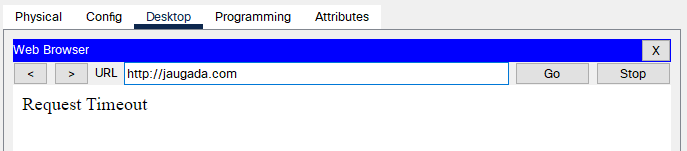 Physical Config Desktop Programming Attributes
Web Browser X
< > URL http://jaugada.com Go Stop
Request Timeout